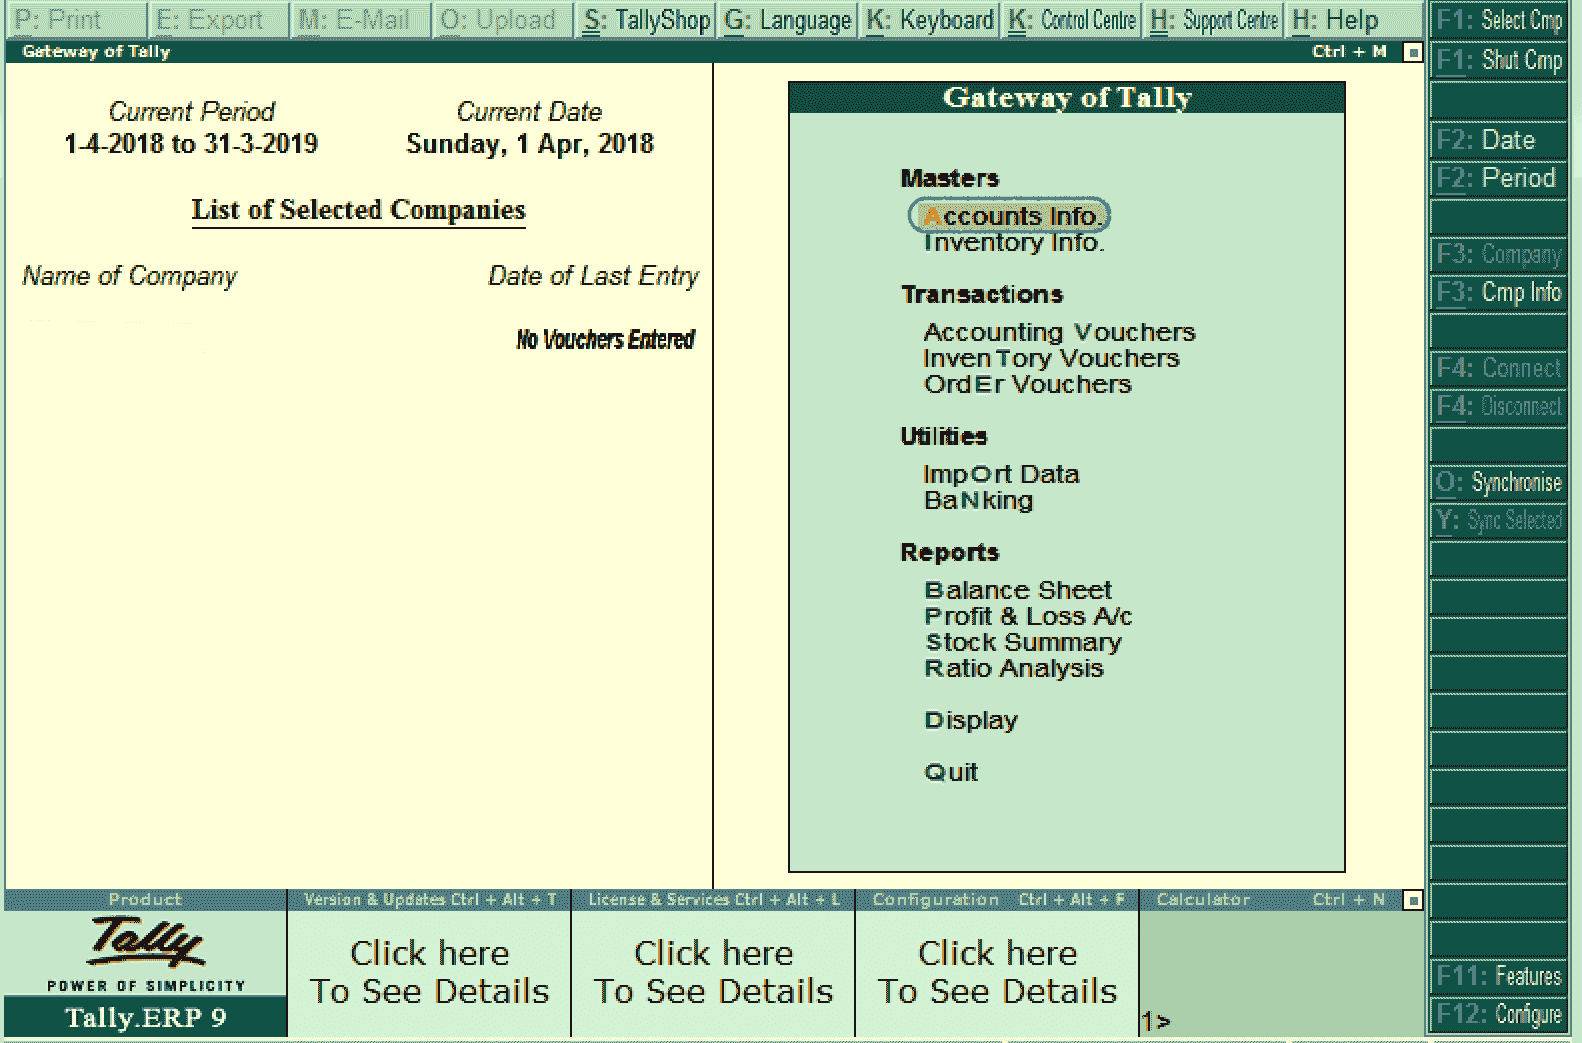 P: Print E: Export M: E-Mail O: Upload S: TallyShop G: Language K: Keyboard K: Control Centre H: Support Centre H: Help
F1: Select Cmp
Gateway of Tally Ctrl + M
F1: Shut Cmp
Current Period Current Date
1-4-2018 to 31-3-2019 Sunday, 1 Apr, 2018
List of Selected Companies
Name of Company Date of Last Entry
No Vouchers Entered
Gateway of Tally
Masters
Accounts Info.
Inventory Info.
Transactions
Accounting Vouchers
InvenTory Vouchers
OrdEr Vouchers
Utilities
ImpOrt Data
BaNking
Reports
Balance Sheet
Profit & Loss A/c
Stock Summary
Ratio Analysis
Display
Quit
F2: Date
F2: Period
F3: Company
F3: Cmp Info
F4: Connect
F4: Disconnect
O: Synchronise
Y: Sync Selected
F11: Features
F12: Configure
Product
Tally
POWER OF SIMPLICITY
Tally.ERP 9
Version & Updates Ctrl + Alt + T
Click here
To See Details
License & Services Ctrl + Alt + L
Click here
To See Details
Configuration Ctrl + Alt + F
Click here
To See Details
Calculator Ctrl + N
1>